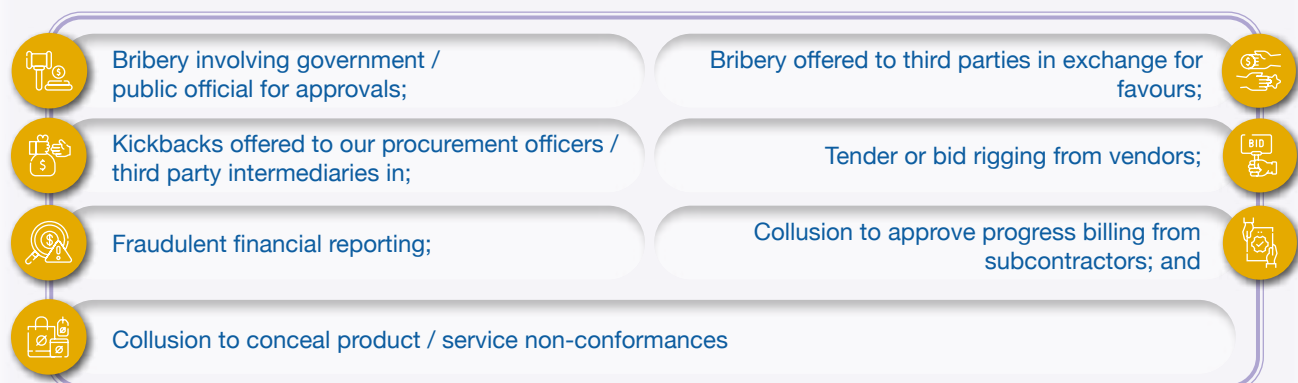 Bribery involving government /
public official for approvals;
Bribery offered to third parties in exchange for
favours;
Kickbacks offered to our procurement officers /
third party intermediaries in;
Tender or bid rigging from vendors;
BID
Fraudulent financial reporting;
Collusion to approve progress billing from
subcontractors; and
Collusion to conceal product / service non-conformances